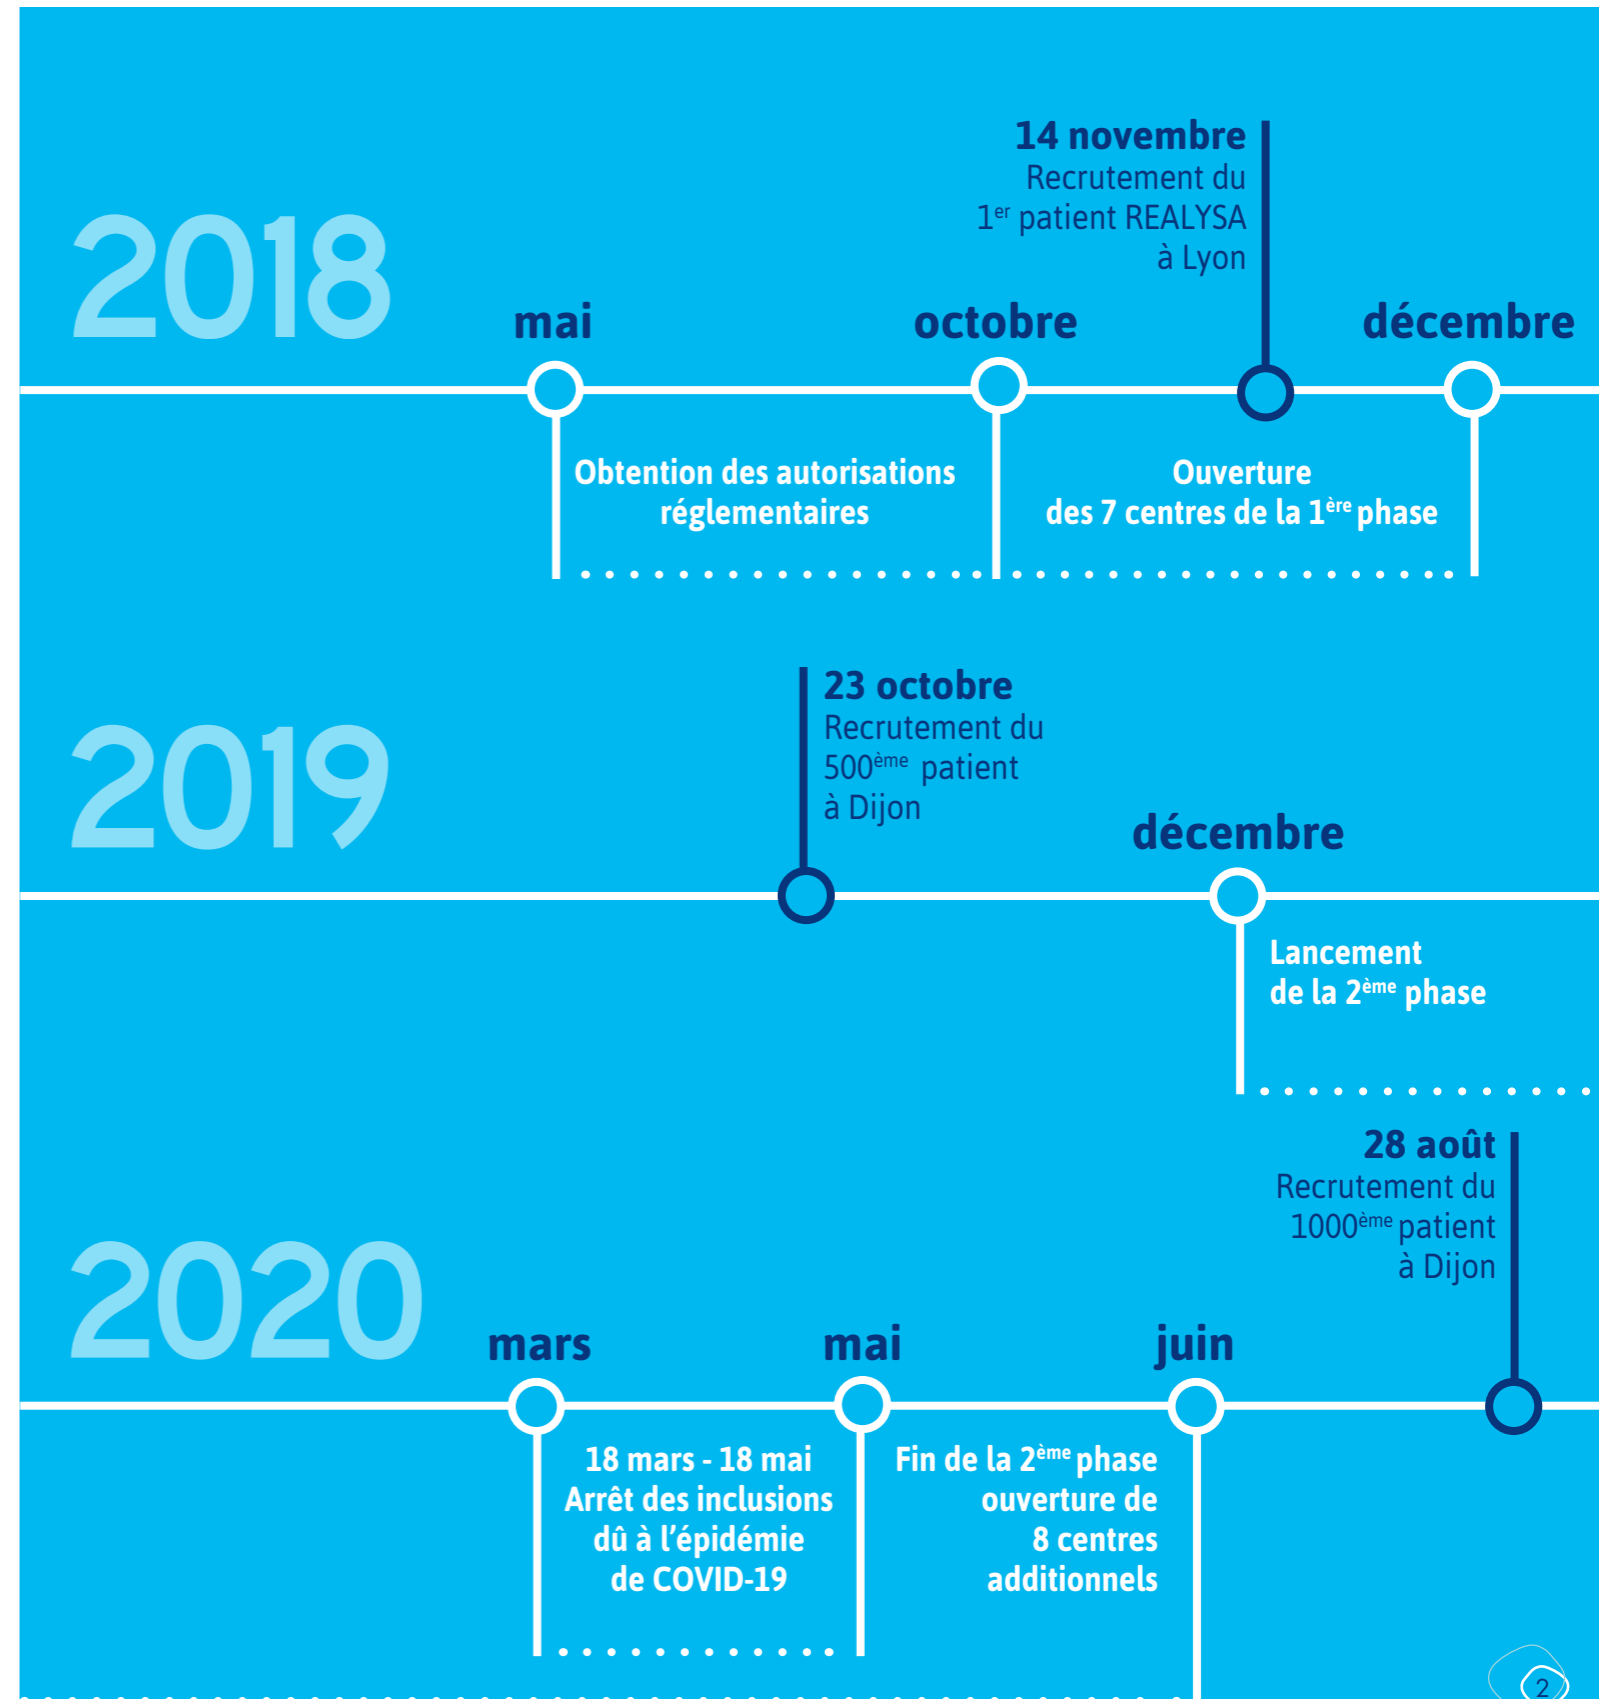 14 novembre
Recrutement du
1er patient REALYSA
à Lyon
2018
mai
octobre
décembre
Obtention des autorisations
réglementaires
Ouverture
des 7 centres de la 1ère phase
23 octobre
Recrutement du
500ème patient
à Dijon
2019
décembre
Lancement
de la 2ème phase
28 août
Recrutement du
1000ème patient
à Dijon
2020
mars
mai
juin
18 mars - 18 mai
Arrêt des inclusions
dû à l’épidémie
de COVID-19
Fin de la 2ème phase
ouverture de
8 centres
additionnels
2